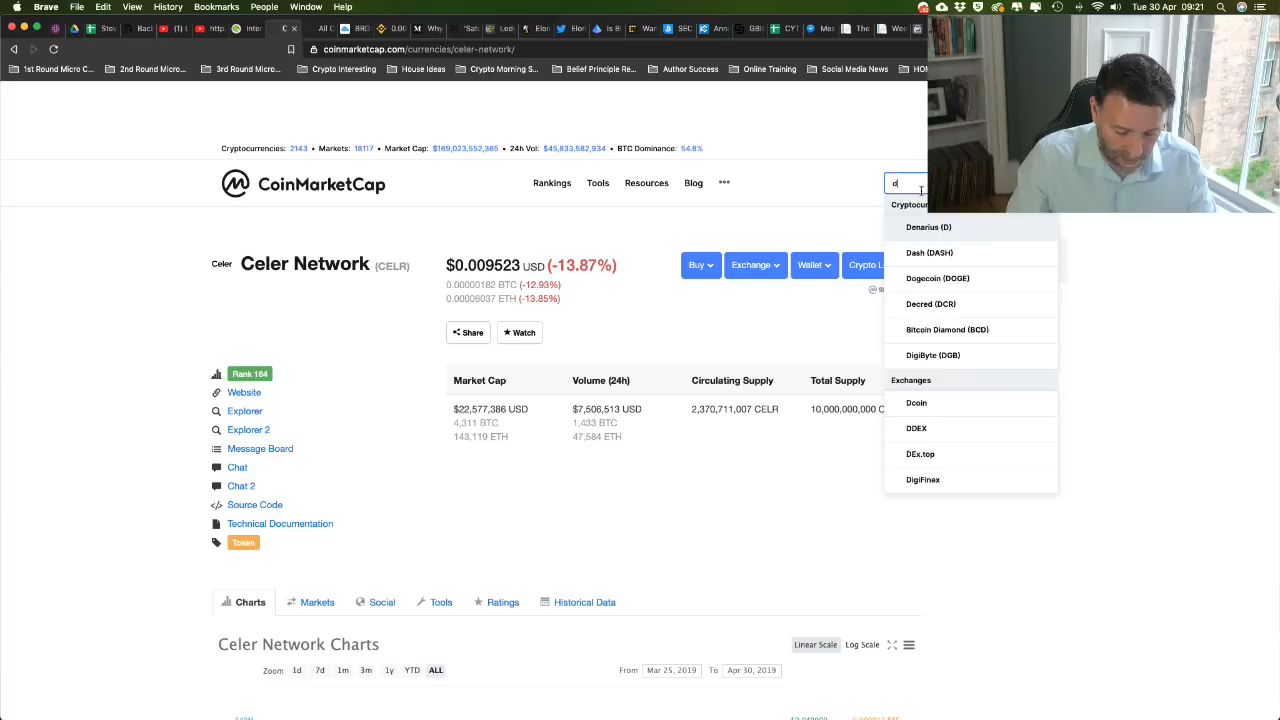 Chrome File Edit View History Bookmarks People Window Help
coinmarketcap.com/currencies/celer-network/
1st Round Micro C... 2nd Round Micro... 3rd Round Micro... Crypto Interesting House Ideas Crypto Morning S... Belief Principle Re... Author Success Online Training Social Media News
Cryptocurrencies: 2143 • Markets: 18117 • Market Cap: $169,023,552,365 • 24h Vol: $45,833,582,934 • BTC Dominance: 54.8%
CoinMarketCap
Rankings Tools Resources Blog •••
d
Denarius (D)
Dash (DASH)
Dogecoin (DOGE)
Decred (DCR)
Bitcoin Diamond (BCD)
DigiByte (DGB)
Exchanges
Dcoin
DDEX
DEx.top
DigiFinex
Celer Celer Network (CELR)
$0.009523 USD (-13.87%)
0.00000182 BTC (-12.93%)
0.00006037 ETH (-13.85%)
Buy Exchange Wallet Crypto L
Share Watch
Rank 164
Website
Explorer
Explorer 2
Message Board
Chat
Chat 2
Source Code
Technical Documentation
Token
Market Cap Volume (24h) Circulating Supply Total Supply
$22,577,386 USD $7,506,513 USD 2,370,711,007 CELR 10,000,000,000 C
4,311 BTC 1,433 BTC
143,119 ETH 47,584 ETH
Charts Markets Social Tools Ratings Historical Data
Celer Network Charts
Linear Scale Log Scale
Zoom 1d 7d 1m 3m 1y YTD ALL
From Mar 25, 2019 To Apr 30, 2019